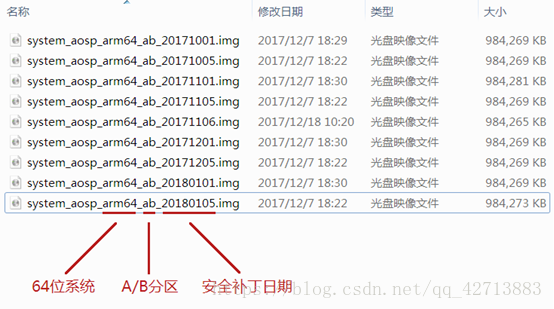 名称 修改日期 类型 大小
system_aosp_arm64_ab_20171001.img 2017/12/7 18:29 光盘映像文件 984,269 KB
system_aosp_arm64_ab_20171005.img 2017/12/7 18:22 光盘映像文件 984,269 KB
system_aosp_arm64_ab_20171101.img 2017/12/7 18:30 光盘映像文件 984,281 KB
system_aosp_arm64_ab_20171105.img 2017/12/7 18:22 光盘映像文件 984,269 KB
system_aosp_arm64_ab_20171106.img 2017/12/18 10:20 光盘映像文件 984,265 KB
system_aosp_arm64_ab_20171201.img 2017/12/7 18:30 光盘映像文件 984,269 KB
system_aosp_arm64_ab_20171205.img 2017/12/7 18:22 光盘映像文件 984,269 KB
system_aosp_arm64_ab_20180101.img 2017/12/7 18:30 光盘映像文件 984,269 KB
system_aosp_arm64_ab_20180105.img 2017/12/7 18:22 光盘映像文件 984,273 KB
64位系统 A/B分区 安全补丁日期
https://blog.csdn.net/qq_42713883